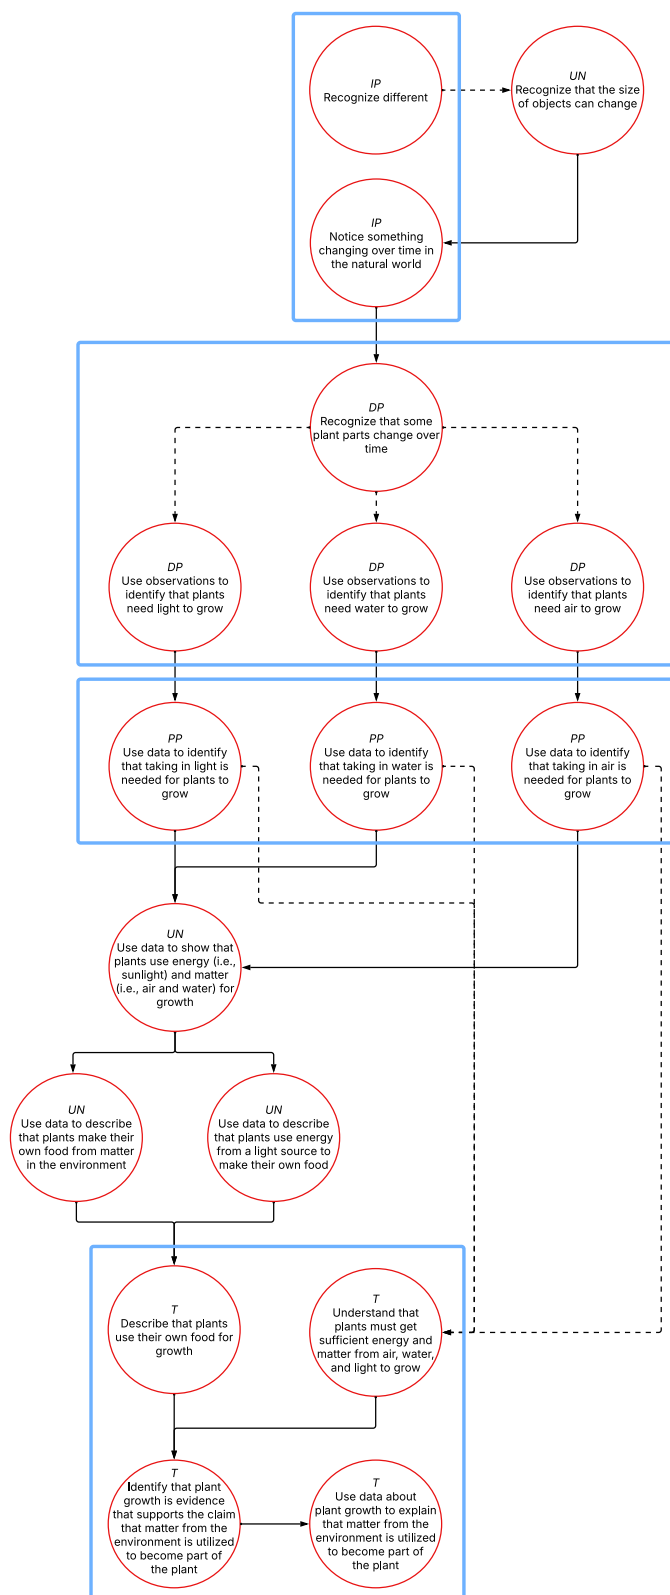 IP
Recognize different
UN
Recognize that the size
of objects can change
IP
Notice something
changing over time in
the natural world
DP
Recognize that some
plant parts change over
time
DP
Use observations to
identify that plants
need light to grow
DP
Use observations to
identify that plants
need water to grow
DP
Use observations to
identify that plants
need air to grow
PP
Use data to identify
that taking in light is
needed for plants to
grow
PP
Use data to identify
that taking in water is
needed for plants to
grow
PP
Use data to identify
that taking in air is
needed for plants to
grow
UN
Use data to show that
plants use energy (i.e.,
sunlight) and matter
(i.e., air and water) for
growth
UN
Use data to describe
that plants make their
own food from matter
in the environment
UN
Use data to describe
that plants use energy
from a light source to
make their own food
T
Describe that plants
use their own food for
growth
T
Understand that
plants must get
sufficient energy and
matter from air, water,
and light to grow
T
Identify that plant
growth is evidence
that supports the claim
that matter from the
environment is utilized
to become part of
the plant
T
Use data about
plant growth to explain
that matter from the
environment is utilized
to become part of
the plant